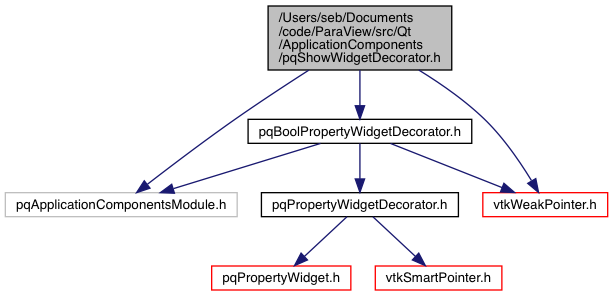 /Users/seb/Documents
/code/ParaView/src/Qt
/ApplicationComponents
/pqShowWidgetDecorator.h
pqBoolPropertyWidgetDecorator.h
pqApplicationComponentsModule.h
pqPropertyWidgetDecorator.h
vtkWeakPointer.h
pqPropertyWidget.h
vtkSmartPointer.h